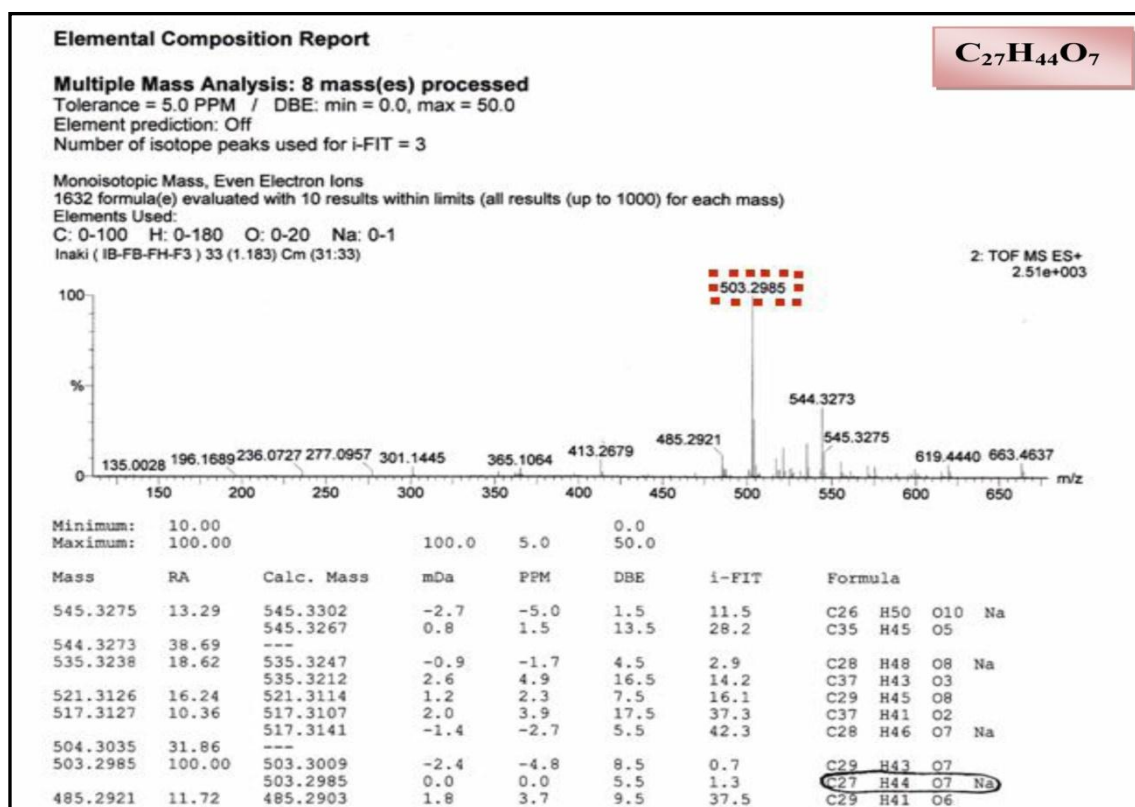 Elemental Composition Report
C₂₇H₄₄O₇
Multiple Mass Analysis: 8 mass(es) processed
Tolerance = 5.0 PPM / DBE: min = 0.0, max = 50.0
Element prediction: Off
Number of isotope peaks used for i-FIT = 3
Monoisotopic Mass, Even Electron Ions
1632 formula(e) evaluated with 10 results within limits (all results (up to 1000) for each mass)
Elements Used:
C: 0-100 H: 0-180 O: 0-20 Na: 0-1
Inaki ( IB-FB-FH-F3 ) 33 (1.183) Cm (31:33)
2: TOF MS ES+
2.51e+003
100
%
0
503.2985
544.3273
545.3275
485.2921
413.2679
135.0028 196.1689 236.0727 277.0957 301.1445 365.1064
619.4440 663.4637
m/z
150 200 250 300 350 400 450 500 550 600 650
Minimum: 10.00 0.0
Maximum: 100.00 100.0 5.0 50.0
Mass RA Calc. Mass mDa PPM DBE i-FIT Formula
545.3275 13.29 545.3302 -2.7 -5.0 1.5 11.5 C26 H50 O10 Na
545.3267 0.8 1.5 13.5 28.2 C35 H45 O5
544.3273 38.69 ---
535.3238 18.62 535.3247 -0.9 -1.7 4.5 2.9 C28 H48 O8 Na
535.3212 2.6 4.9 16.5 14.2 C37 H43 O3
521.3126 16.24 521.3114 1.2 2.3 7.5 16.1 C29 H45 O8
517.3127 10.36 517.3107 2.0 3.9 17.5 37.3 C37 H41 O2
517.3141 -1.4 -2.7 5.5 42.3 C28 H46 O7 Na
504.3035 31.86 ---
503.2985 100.00 503.3009 -2.4 -4.8 8.5 0.7 C29 H43 O7
503.2985 0.0 0.0 5.5 1.3 C27 H44 O7 Na
485.2921 11.72 485.2903 1.8 3.7 9.5 37.5 C29 H41 O6